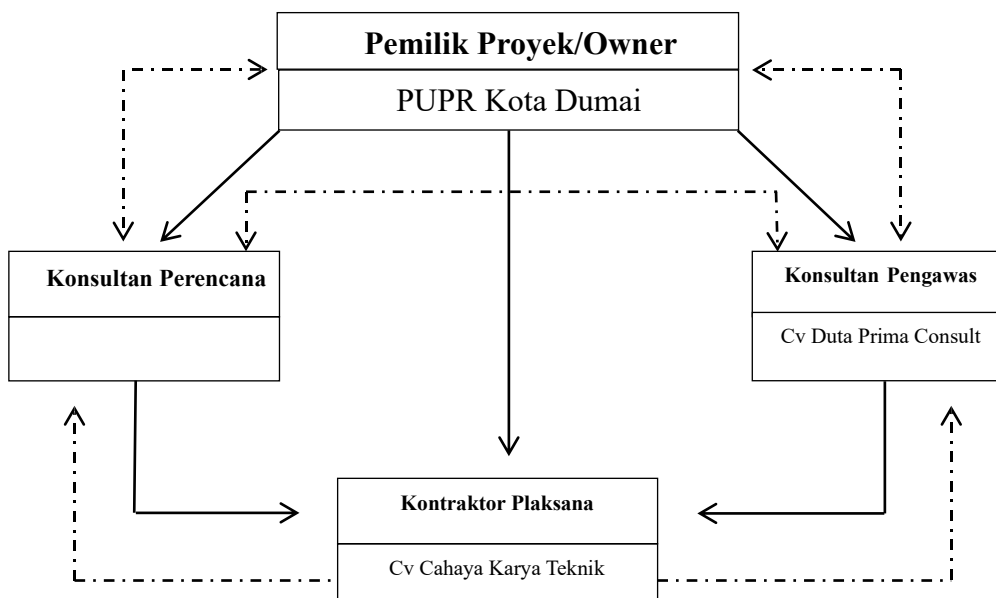 Pemilik Proyek/Owner
PUPR Kota Dumai
Konsultan Perencana
Konsultan Pengawas
Cv Duta Prima Consult
Kontraktor Plaksana
Cv Cahaya Karya Teknik